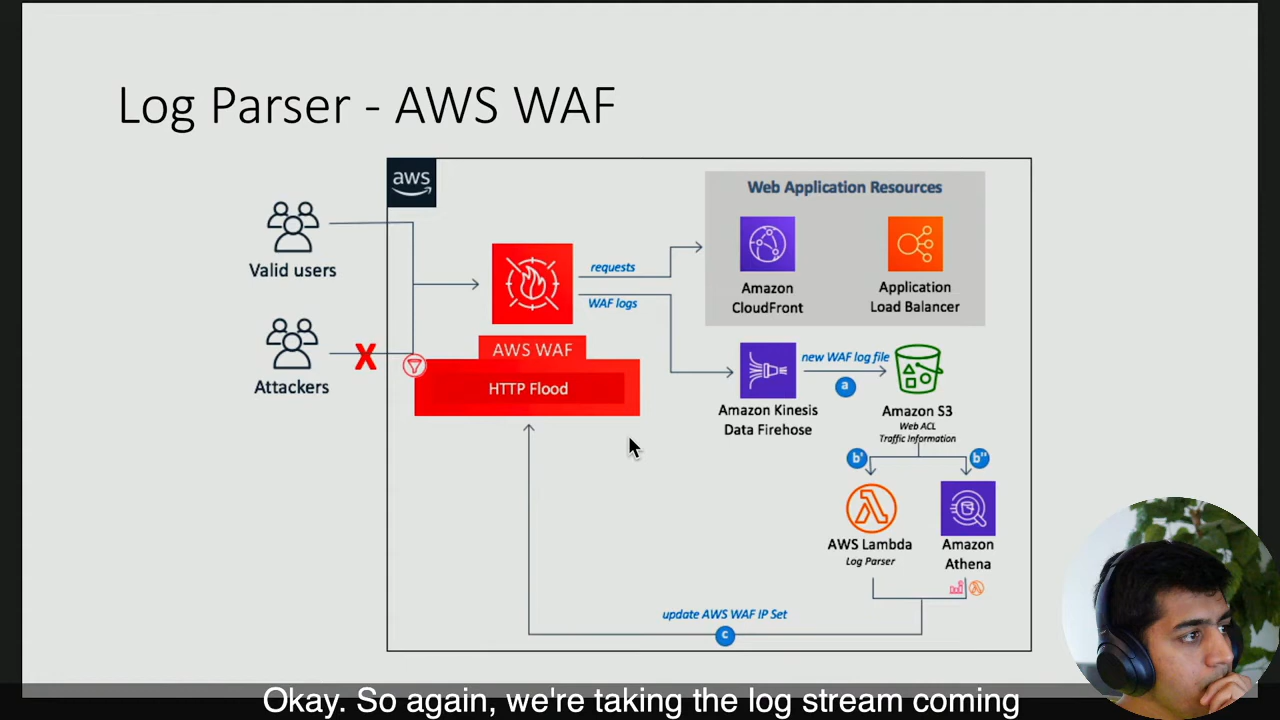 Log Parser - AWS WAF
aws
Web Application Resources
Valid users
requests
WAF logs
Amazon
CloudFront
Application
Load Balancer
Attackers
X
AWS WAF
HTTP Flood
new WAF log file
a
Amazon Kinesis
Data Firehose
Amazon S3
Web ACL
Traffic Information
b'
b"
AWS Lambda
Log Parser
Amazon
Athena
update AWS WAF IP Set
c
Okay. So again, we're taking the log stream coming